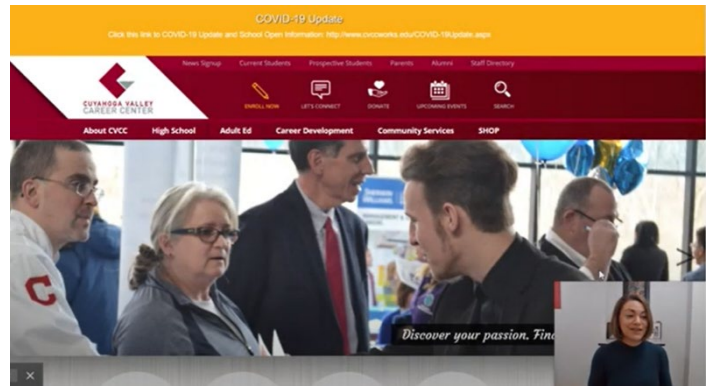 COVID-19 Update
Click this link to COVID-19 Update and School Open Information: http://www.cvccworks.edu/COVID-19Update.aspx
News Signup Current Students Prospective Students Parents Alumni Staff Directory
CUYAHOGA VALLEY
CAREER CENTER
ENROLL NOW LET'S CONNECT DONATE UPCOMING EVENTS SEARCH
About CVCC High School Adult Ed Career Development Community Services SHOP
C
SHERWIN
WILLIAMS
MANAGEMENT &
Discover your passion. Find